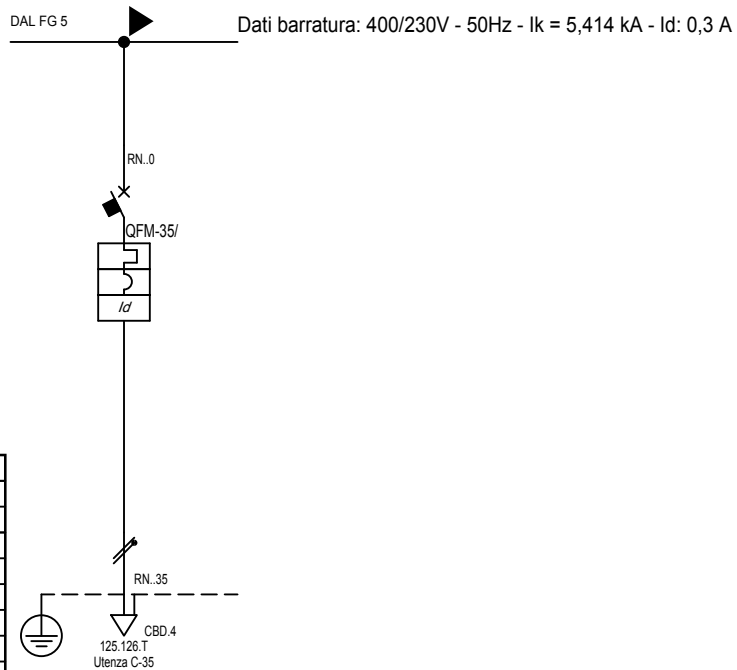 DAL FG 5
Dati barratura: 400/230V - 50Hz - Ik = 5,414 kA - Id: 0,3 A
RN..0
QFM-35/
Id
RN..35
CBD.4
125.126.T
Utenza C-35